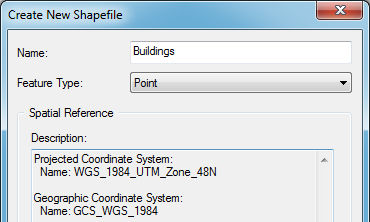 Create New Shapefile
Name: Buildings
Feature Type: Point
Spatial Reference
Description:
Projected Coordinate System:
Name: WGS_1984_UTM_Zone_48N
Geographic Coordinate System:
Name: GCS_WGS_1984